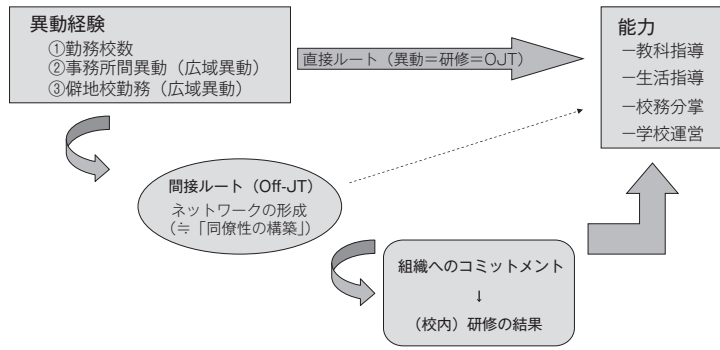 異動経験
①勤務校数
②事務所間異動（広域異動）
③僻地校勤務（広域異動）
直接ルート（異動＝研修＝OJT）
能力
－教科指導
－生活指導
－校務分掌
－学校運営
間接ルート（Off-JT）
ネットワークの形成
（≒「同僚性の構築」）
組織へのコミットメント
↓
（校内）研修の結果